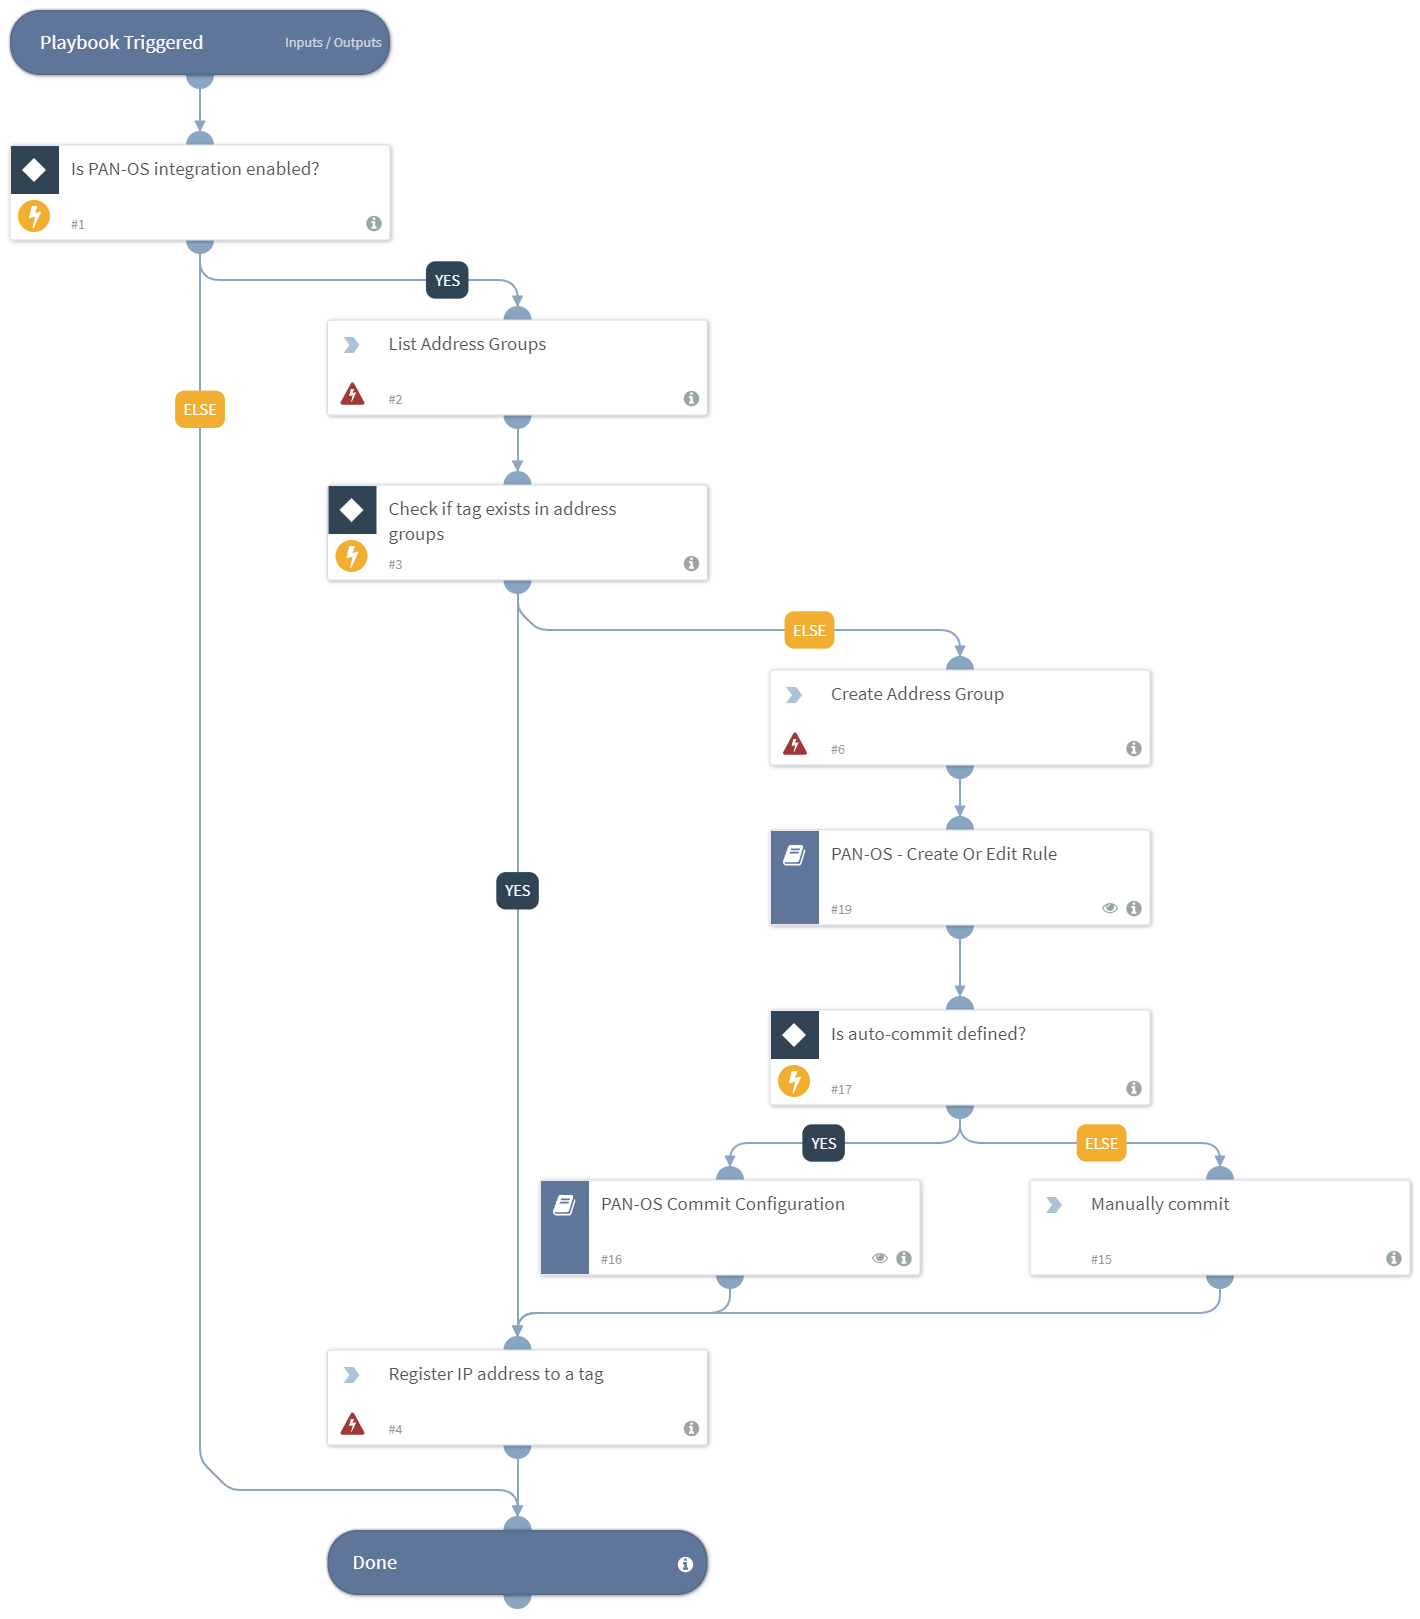 Playbook Triggered
Inputs / Outputs
Is PAN-OS integration enabled?
#1
YES
List Address Groups
#2
ELSE
Check if tag exists in address
groups
#3
ELSE
Create Address Group
#6
PAN-OS - Create Or Edit Rule
#19
YES
Is auto-commit defined?
#17
YES
ELSE
PAN-OS Commit Configuration
#16
Manually commit
#15
Register IP address to a tag
#4
Done